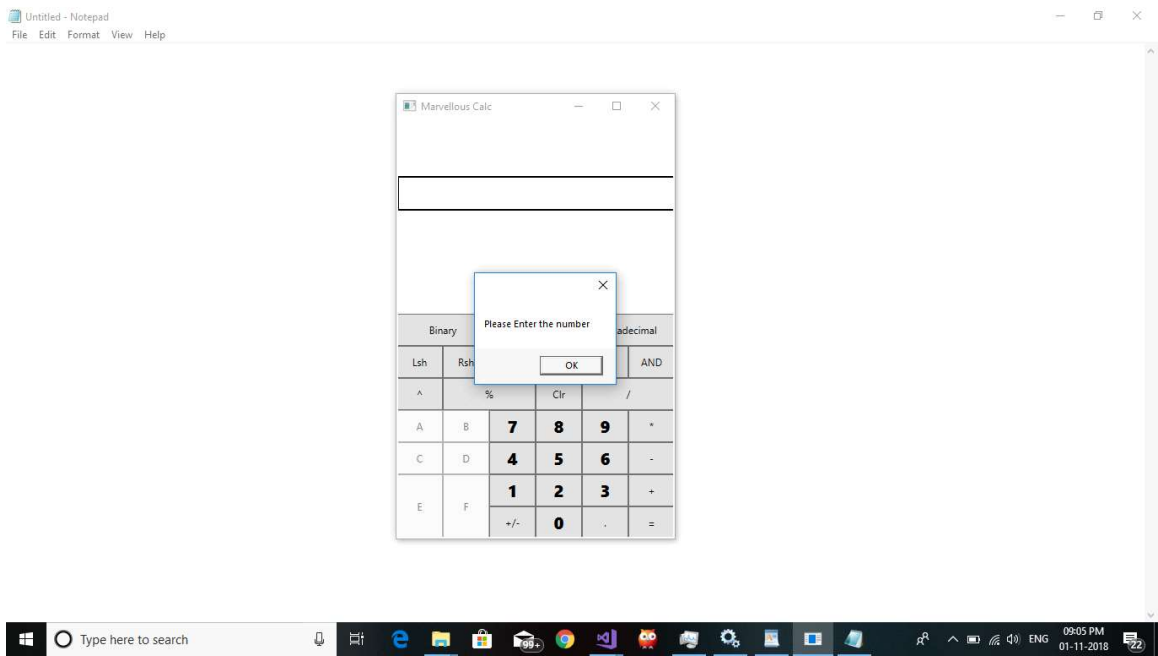 Untitled - Notepad
File Edit Format View Help
Marvellous Calc
Please Enter the number
OK
Binary adecimal
Lsh Rsh AND
^ % Clr /
A B 7 8 9 *
C D 4 5 6 -
E F 1 2 3 +
+/- 0 . =
Type here to search
99+
ENG
09:05 PM
01-11-2018
22